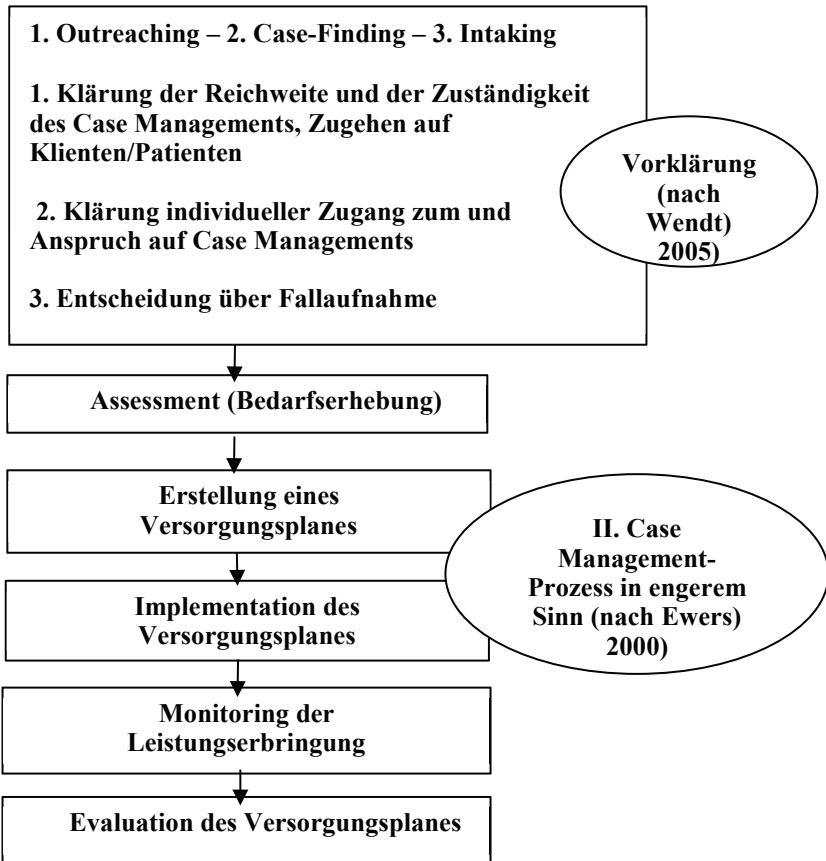 1. Outreaching – 2. Case-Finding – 3. Intaking
1. Klärung der Reichweite und der Zuständigkeit
des Case Managements, Zugehen auf
Klienten/Patienten
2. Klärung individueller Zugang zum und
Anspruch auf Case Managements
3. Entscheidung über Fallaufnahme
Vorklärung
(nach
Wendt)
2005)
Assessment (Bedarfserhebung)
Erstellung eines
Versorgungsplanes
Implementation des
Versorgungsplanes
II. Case
Management-
Prozess in engerem
Sinn (nach Ewers)
2000)
Monitoring der
Leistungserbringung
Evaluation des Versorgungsplanes